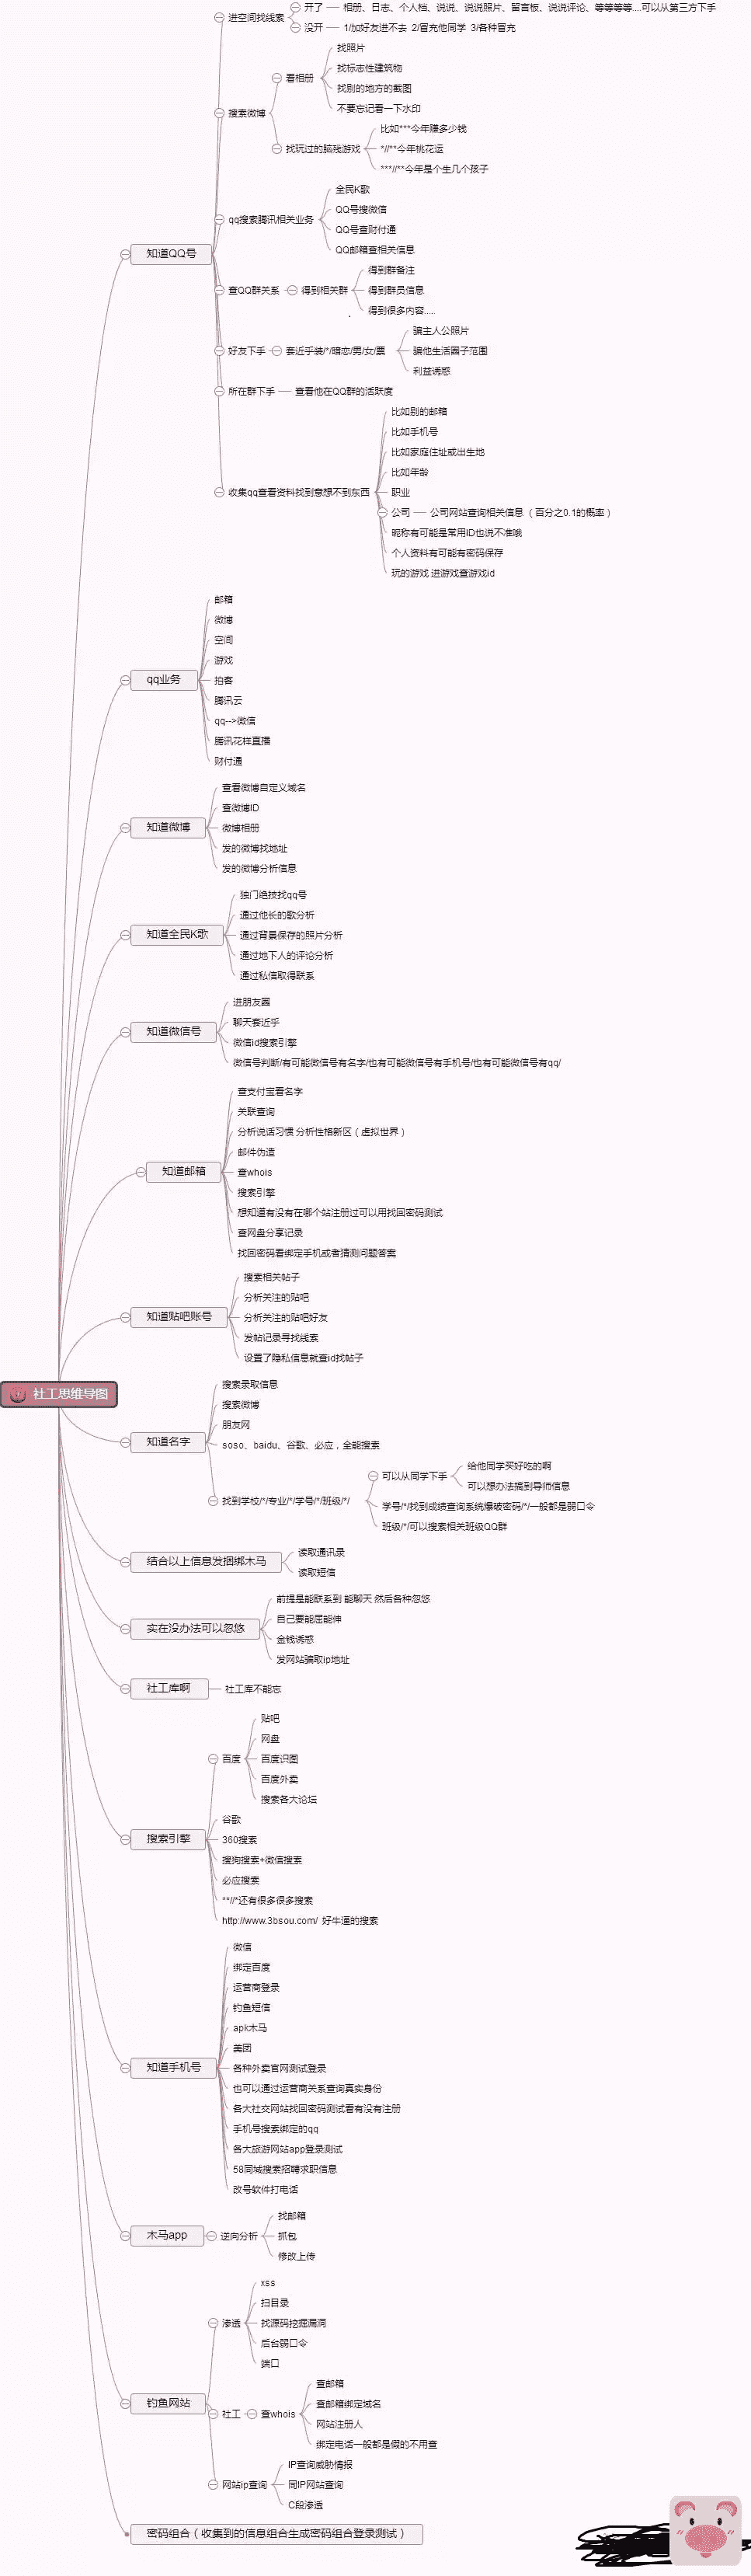 进空间找线索
开了
相册、日志、个人档、说说、说说照片、留言板、说说评论、等等等等....可以从第三方下手
没开
1/加好友进不去 2/冒充他同学 3/各种冒充
搜索微博
看相册
找照片
找标志性建筑物
找别的地方的截图
不要忘记看一下水印
找玩过的脑残游戏
比如***今年赚多少钱
*//**今年桃花运
***//**今年是个生几个孩子
知道QQ号
qq搜索腾讯相关业务
全民K歌
QQ号搜微信
QQ号查财付通
QQ邮箱查相关信息
查QQ群关系
得到相关群
得到群备注
得到群员信息
得到很多内容.....
好友下手
套近乎装/*/暗恋/男/女/票
骗主人公照片
骗他生活圈子范围
利益诱惑
所在群下手
查看他在QQ群的活跃度
收集qq查看资料找到意想不到东西
比如别的邮箱
比如手机号
比如家庭住址或出生地
比如年龄
职业
公司
公司网站查询相关信息（百分之0.1的概率）
昵称有可能是常用ID也说不准哦
个人资料有可能有密码保存
玩的游戏 进游戏查游戏id
qq业务
邮箱
微博
空间
游戏
拍客
腾讯云
qq-->微信
腾讯花样直播
财付通
知道微博
查看微博自定义域名
查微博ID
微博相册
发的微博找地址
发的微博分析信息
知道全民K歌
独门绝技找qq号
通过他长的歌分析
通过背景保存的照片分析
通过地下人的评论分析
通过私信取得联系
知道微信号
进朋友圈
聊天套近乎
微信id搜索引擎
微信号判断/有可能微信号有名字/也有可能微信号有手机号/也有可能微信号有qq/
知道邮箱
查支付宝看名字
关联查询
分析说话习惯 分析性格新区（虚拟世界）
邮件伪造
查whois
搜索引擎
想知道有没有在哪个站注册过可以用找回密码测试
查网盘分享记录
找回密码看绑定手机或者猜测问题答案
知道贴吧账号
搜索相关帖子
分析关注的贴吧
分析关注的贴吧好友
发帖记录寻找线索
设置了隐私信息就查id找帖子
社工思维导图
知道名字
搜索录取信息
搜索微博
朋友网
soso、baidu、谷歌、必应，全能搜索
找到学校/*/专业/*/学号/*/班级/*/
可以从同学下手
给他同学买好吃的啊
可以想办法搞到导师信息
学号/*/找到成绩查询系统爆破密码/*/一般都是弱口令
班级/*/可以搜索相关班级QQ群
结合以上信息发捆绑木马
读取通讯录
读取短信
实在没办法可以忽悠
前提是能联系到 能聊天 然后各种忽悠
自己要能屈能伸
金钱诱惑
发网站骗取ip地址
社工库啊
社工库不能忘
搜索引擎
百度
贴吧
网盘
百度识图
百度外卖
搜索各大论坛
谷歌
360搜索
搜狗搜索+微信搜索
必应搜索
**//*还有很多很多搜索
http://www.3bsou.com/ 好牛逼的搜索
知道手机号
微信
绑定百度
运营商登录
钓鱼短信
apk木马
美团
各种外卖官网测试登录
也可以通过运营商关系查询真实身份
各大社交网站找回密码测试看有没有注册
手机号搜索绑定的qq
各大旅游网站app登录测试
58同城搜索招聘求职信息
改号软件打电话
木马app
逆向分析
找邮箱
抓包
修改上传
钓鱼网站
渗透
xss
扫目录
找源码挖掘漏洞
后台弱口令
端口
社工
查whois
查邮箱
查邮箱绑定域名
网站注册人
绑定电话一般都是假的不用查
网站ip查询
IP查询威胁情报
同IP网站查询
C段渗透
密码组合（收集到的信息组合生成密码组合登录测试）